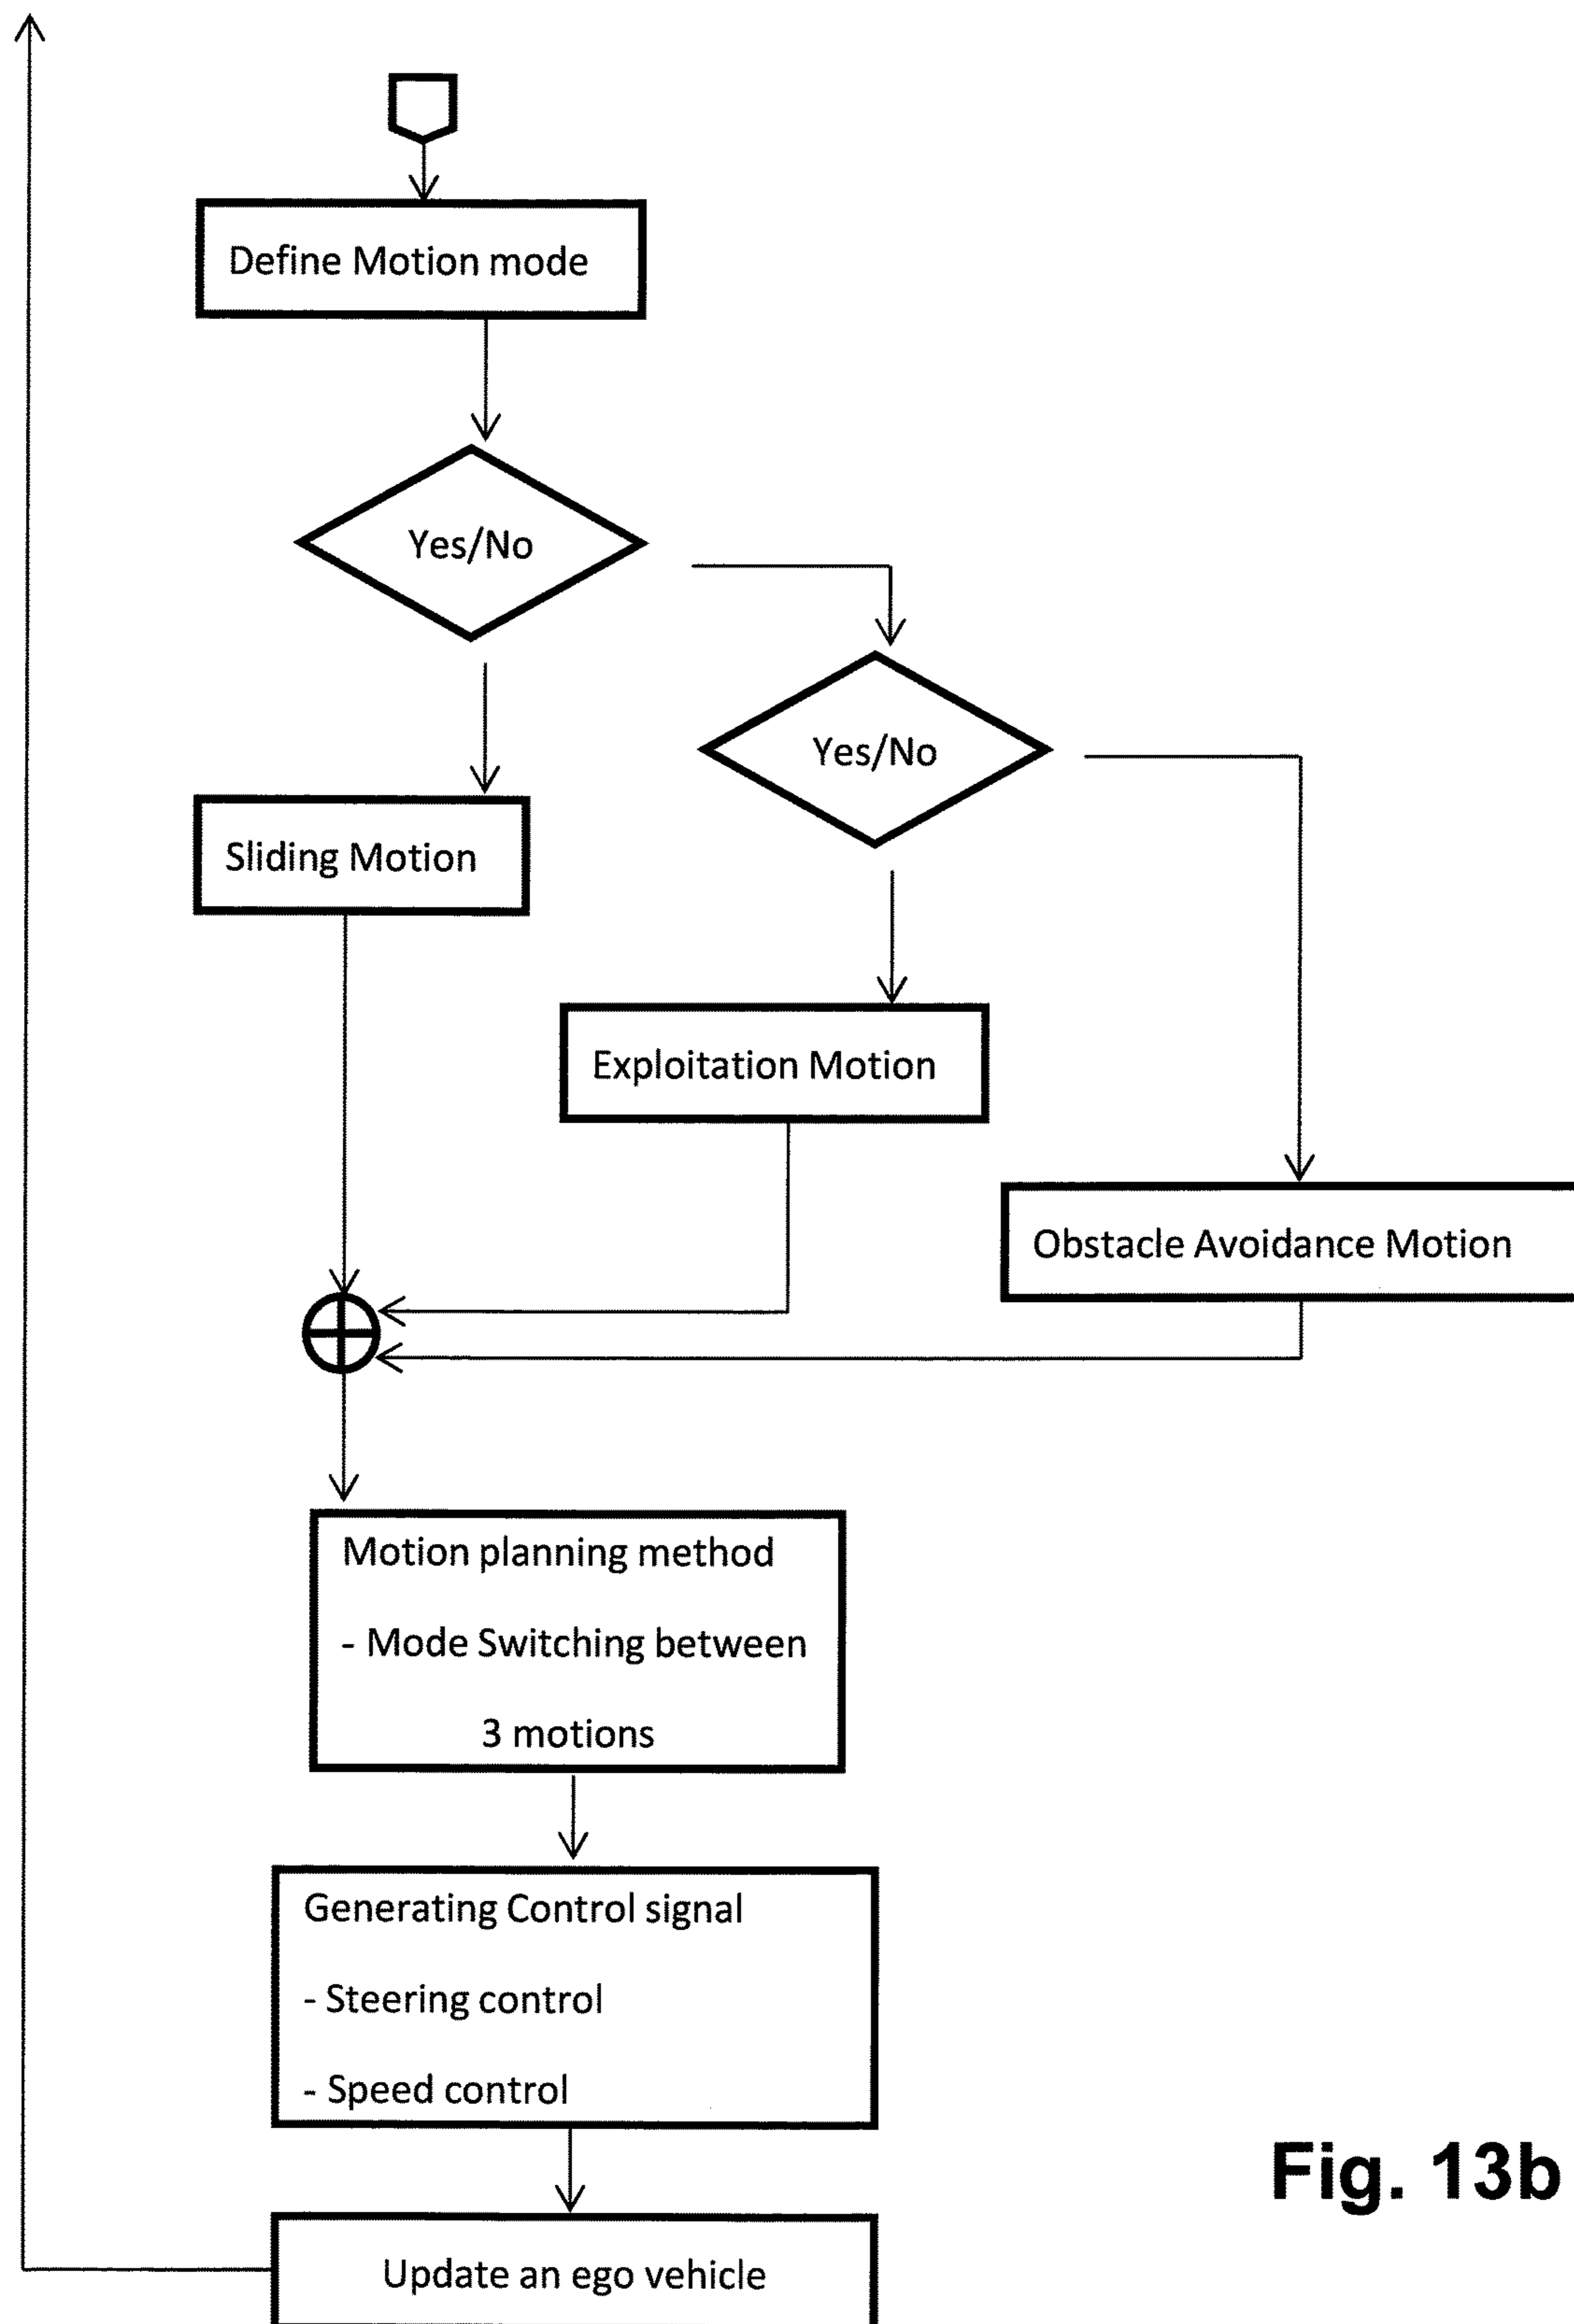 Define Motion mode
Yes/No
Yes/No
Sliding Motion
Exploitation Motion
Obstacle Avoidance Motion
Motion planning method
- Mode Switching between
3 motions
Generating Control signal
- Steering control
- Speed control
Update an ego vehicle
Fig. 13b